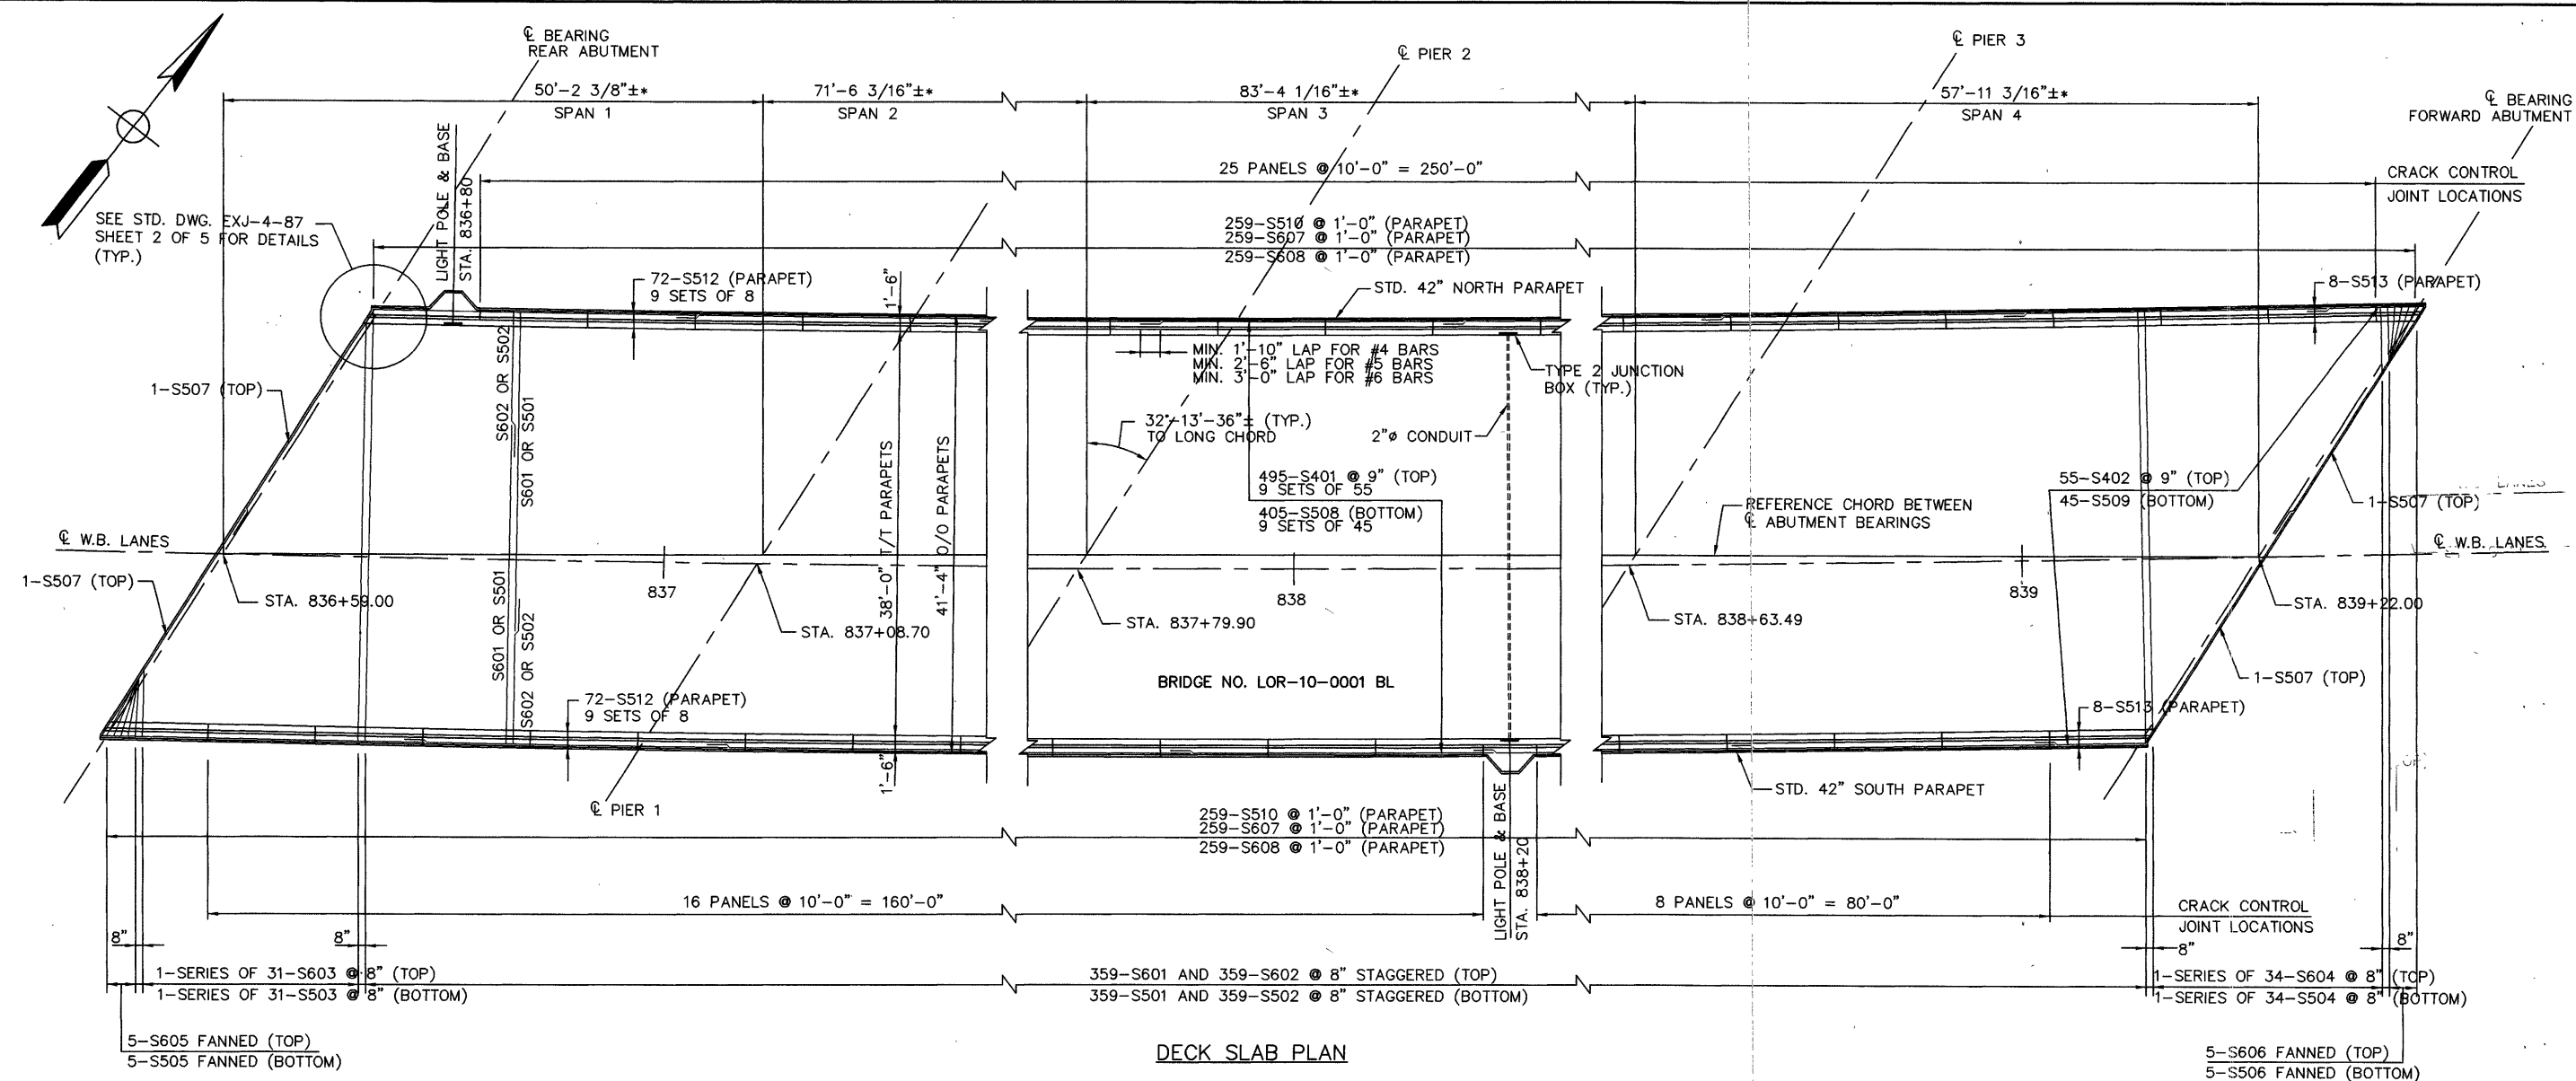 ℄ BEARING
REAR ABUTMENT
℄ PIER 2
℄ PIER 3
℄ BEARING
FORWARD ABUTMENT
50'-2 3/8"±*
SPAN 1
71'-6 3/16"±*
SPAN 2
83'-4 1/16"±*
SPAN 3
57'-11 3/16"±*
SPAN 4
LIGHT POLE & BASE
STA. 836+80
25 PANELS @ 10'-0" = 250'-0"
CRACK CONTROL
JOINT LOCATIONS
SEE STD. DWG. EXJ-4-87
SHEET 2 OF 5 FOR DETAILS
(TYP.)
259-S510 @ 1'-0" (PARAPET)
259-S607 @ 1'-0" (PARAPET)
259-S608 @ 1'-0" (PARAPET)
72-S512 (PARAPET)
9 SETS OF 8
1'-6"
STD. 42" NORTH PARAPET
8-S513 (PARAPET)
S602 OR S502
S601 OR S501
MIN. 1'-10" LAP FOR #4 BARS
MIN. 2'-6" LAP FOR #5 BARS
MIN. 3'-0" LAP FOR #6 BARS
TYPE 2 JUNCTION
BOX (TYP.)
1-S507 (TOP)
32°-13'-36"± (TYP.)
TO LONG CHORD
2"ø CONDUIT
38'-0" T/T PARAPETS
41'-4" O/O PARAPETS
495-S401 @ 9" (TOP)
9 SETS OF 55
405-S508 (BOTTOM)
9 SETS OF 45
REFERENCE CHORD BETWEEN
℄ ABUTMENT BEARINGS
55-S402 @ 9" (TOP)
45-S509 (BOTTOM)
1-S507 (TOP)
LANES
℄ W.B. LANES
℄ W.B. LANES
1-S507 (TOP)
STA. 836+59.00
837
STA. 837+08.70
STA. 837+79.90
838
STA. 838+63.49
839
STA. 839+22.00
S601 OR S501
S602 OR S502
BRIDGE NO. LOR-10-0001 BL
1-S507 (TOP)
72-S512 (PARAPET)
9 SETS OF 8
8-S513 (PARAPET)
1'-6"
℄ PIER 1
STD. 42" SOUTH PARAPET
259-S510 @ 1'-0" (PARAPET)
259-S607 @ 1'-0" (PARAPET)
259-S608 @ 1'-0" (PARAPET)
LIGHT POLE & BASE
STA. 838+20
16 PANELS @ 10'-0" = 160'-0"
8 PANELS @ 10'-0" = 80'-0"
CRACK CONTROL
JOINT LOCATIONS
8"
8"
8"
8"
1-SERIES OF 31-S603 @ 8" (TOP)
1-SERIES OF 31-S503 @ 8" (BOTTOM)
359-S601 AND 359-S602 @ 8" STAGGERED (TOP)
359-S501 AND 359-S502 @ 8" STAGGERED (BOTTOM)
1-SERIES OF 34-S604 @ 8" (TOP)
1-SERIES OF 34-S504 @ 8" (BOTTOM)
5-S605 FANNED (TOP)
5-S505 FANNED (BOTTOM)
DECK SLAB PLAN
5-S606 FANNED (TOP)
5-S506 FANNED (BOTTOM)